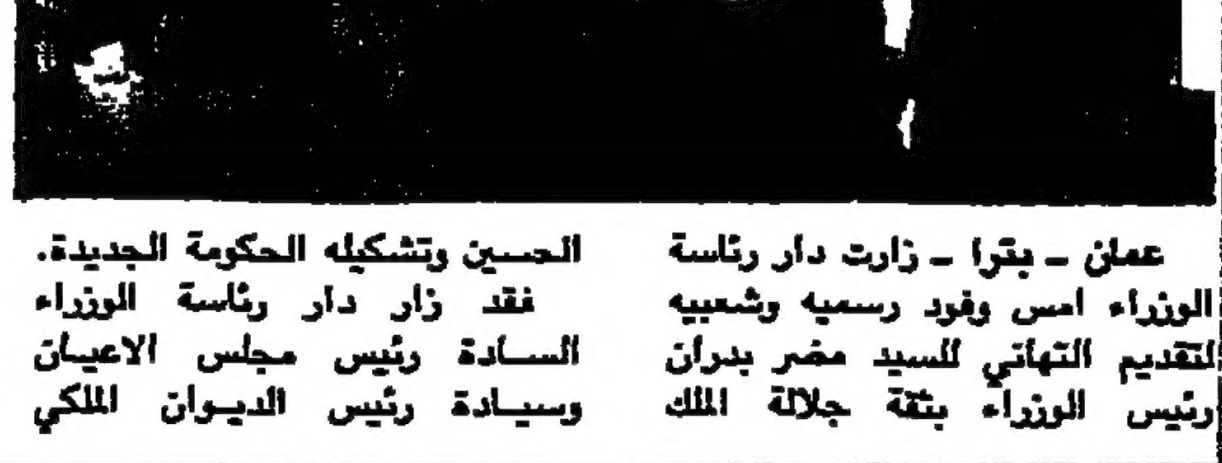 عمان ـ بترا ـ زارت دار رئاسة
الوزراء امس وفود رسميه وشعبيه
لتقديم التهاني للسيد مضر بدران
رئيس الوزراء بثقة جلالة الملك
الحسين وتشكيله الحكومة الجديدة.
فقد زار دار رئاسة الوزراء
السادة رئيس مجلس الاعيان
وسيادة رئيس الديوان الملكي